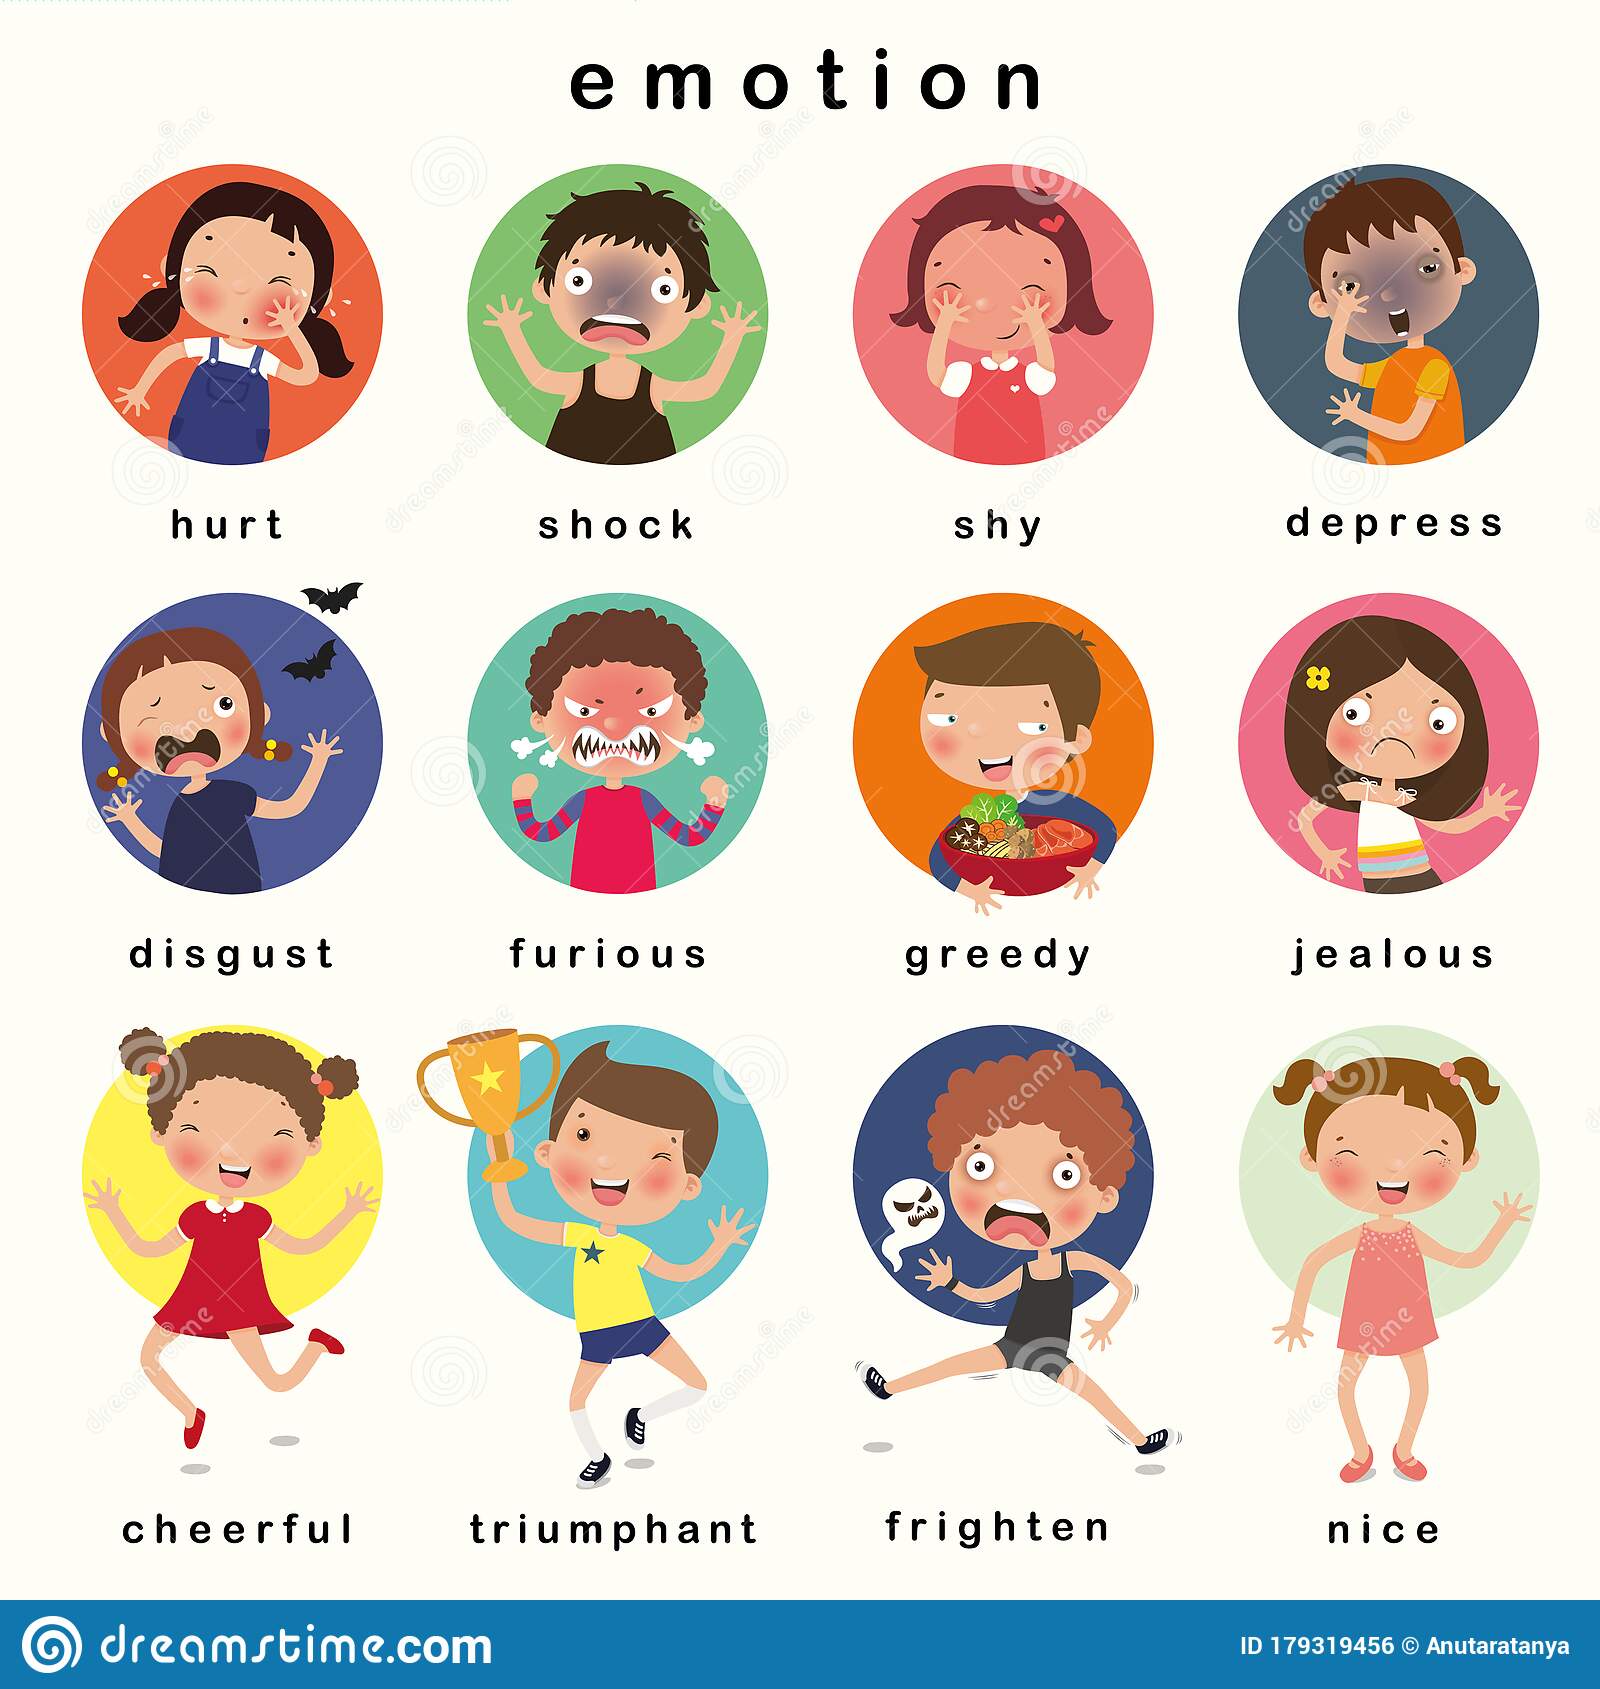 emotion
hurt shock shy depress
disgust furious greedy jealous
cheerful triumphant frighten nice
dreamstime.com ID 179319456 © Anutaratanya